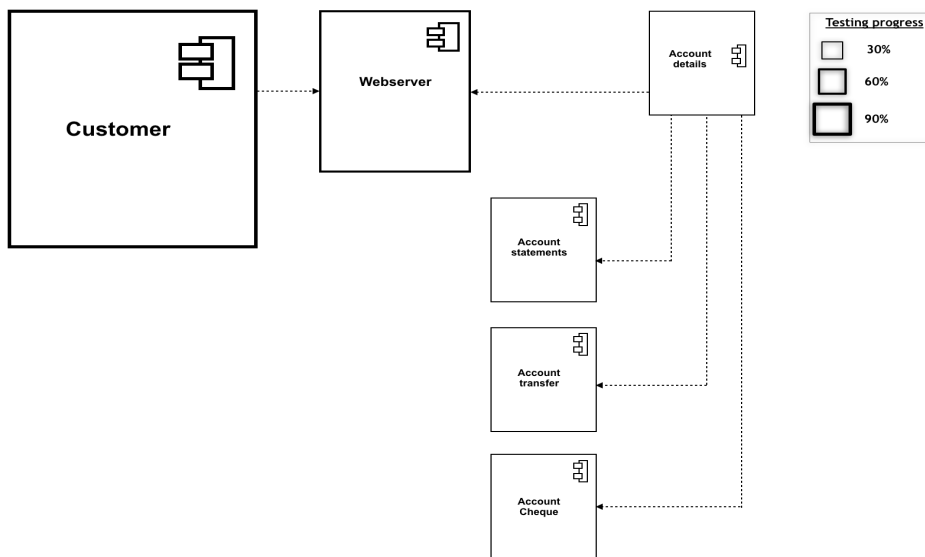 Customer
Webserver
Account
details
Testing progress
30%
60%
90%
Account
statements
Account
transfer
Account
Cheque